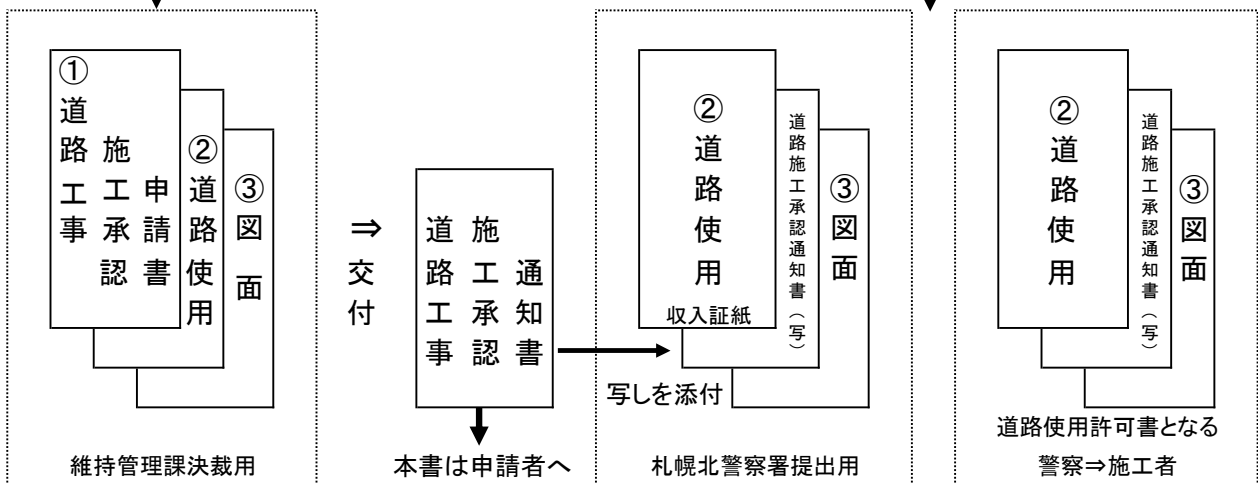 ①道路工事
施工承認
申請書
②道路使用
③図面
⇒交付
道路工事
施工承認
通知書
②道路使用
収入証紙
道路施工承認通知書(写)
③図面
写しを添付
②道路使用
道路施工承認通知書(写)
③図面
道路使用許可書となる
維持管理課決裁用
本書は申請者へ
札幌北警察署提出用
警察⇒施工者